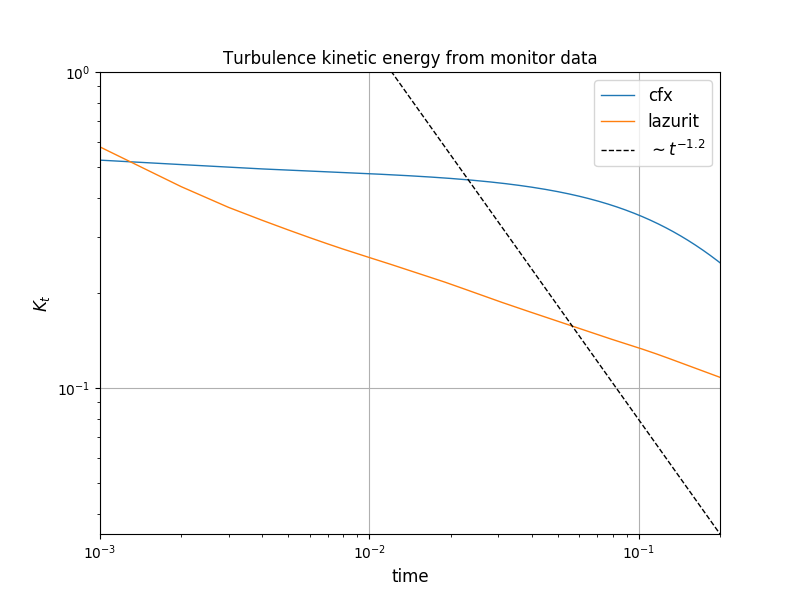 Turbulence kinetic energy from monitor data
cfx
lazurit
~ t^{-1.2}
10^0
10^{-1}
K_t
10^{-3}
10^{-2}
10^{-1}
time